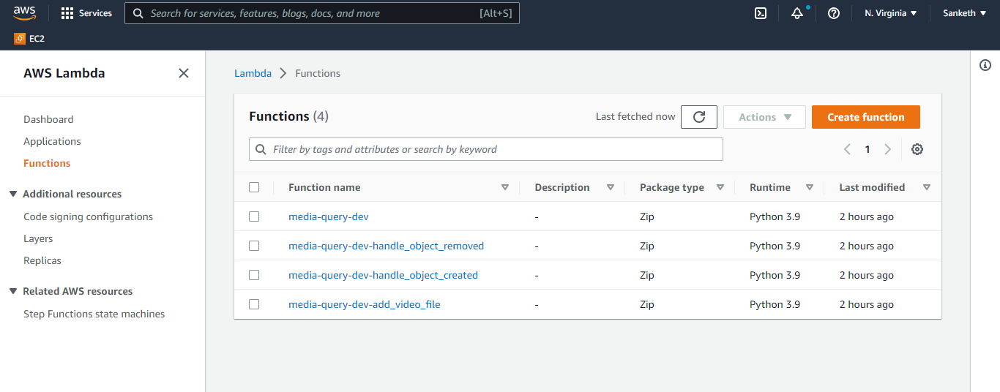 aws Services Search for services, features, blogs, docs, and more [Alt+S] N. Virginia Sanketh
EC2
AWS Lambda
Dashboard
Applications
Functions
Additional resources
Code signing configurations
Layers
Replicas
Related AWS resources
Step Functions state machines
Lambda Functions
Functions (4) Last fetched now Actions Create function
Filter by tags and attributes or search by keyword 1
Function name Description Package type Runtime Last modified
media-query-dev - Zip Python 3.9 2 hours ago
media-query-dev-handle_object_removed - Zip Python 3.9 2 hours ago
media-query-dev-handle_object_created - Zip Python 3.9 2 hours ago
media-query-dev-add_video_file - Zip Python 3.9 2 hours ago